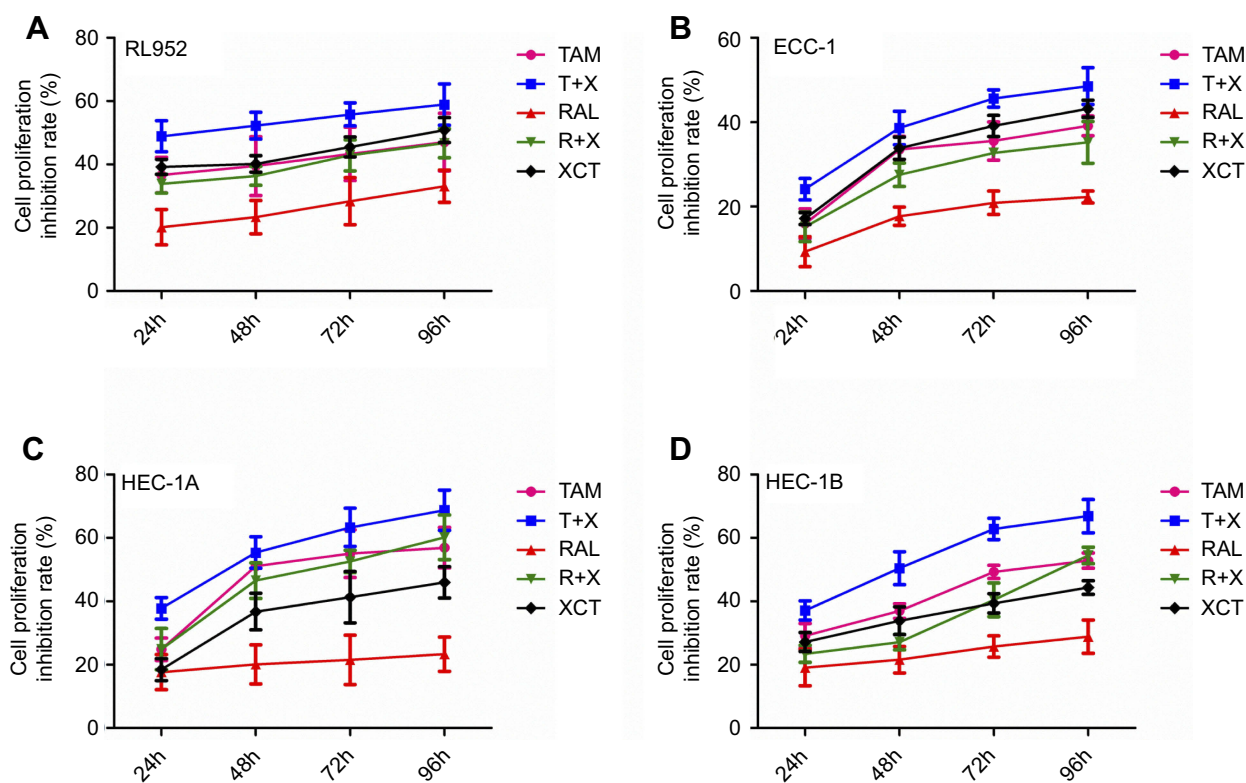 A
RL952
Cell proliferation
inhibition rate (%)
80
60
40
20
0
24h
48h
72h
96h
TAM
T+X
RAL
R+X
XCT
B
ECC-1
Cell proliferation
inhibition rate (%)
60
40
20
0
24h
48h
72h
96h
TAM
T+X
RAL
R+X
XCT
C
HEC-1A
Cell proliferation
inhibition rate (%)
80
60
40
20
0
24h
48h
72h
96h
TAM
T+X
RAL
R+X
XCT
D
HEC-1B
Cell proliferation
inhibition rate (%)
80
60
40
20
0
24h
48h
72h
96h
TAM
T+X
RAL
R+X
XCT